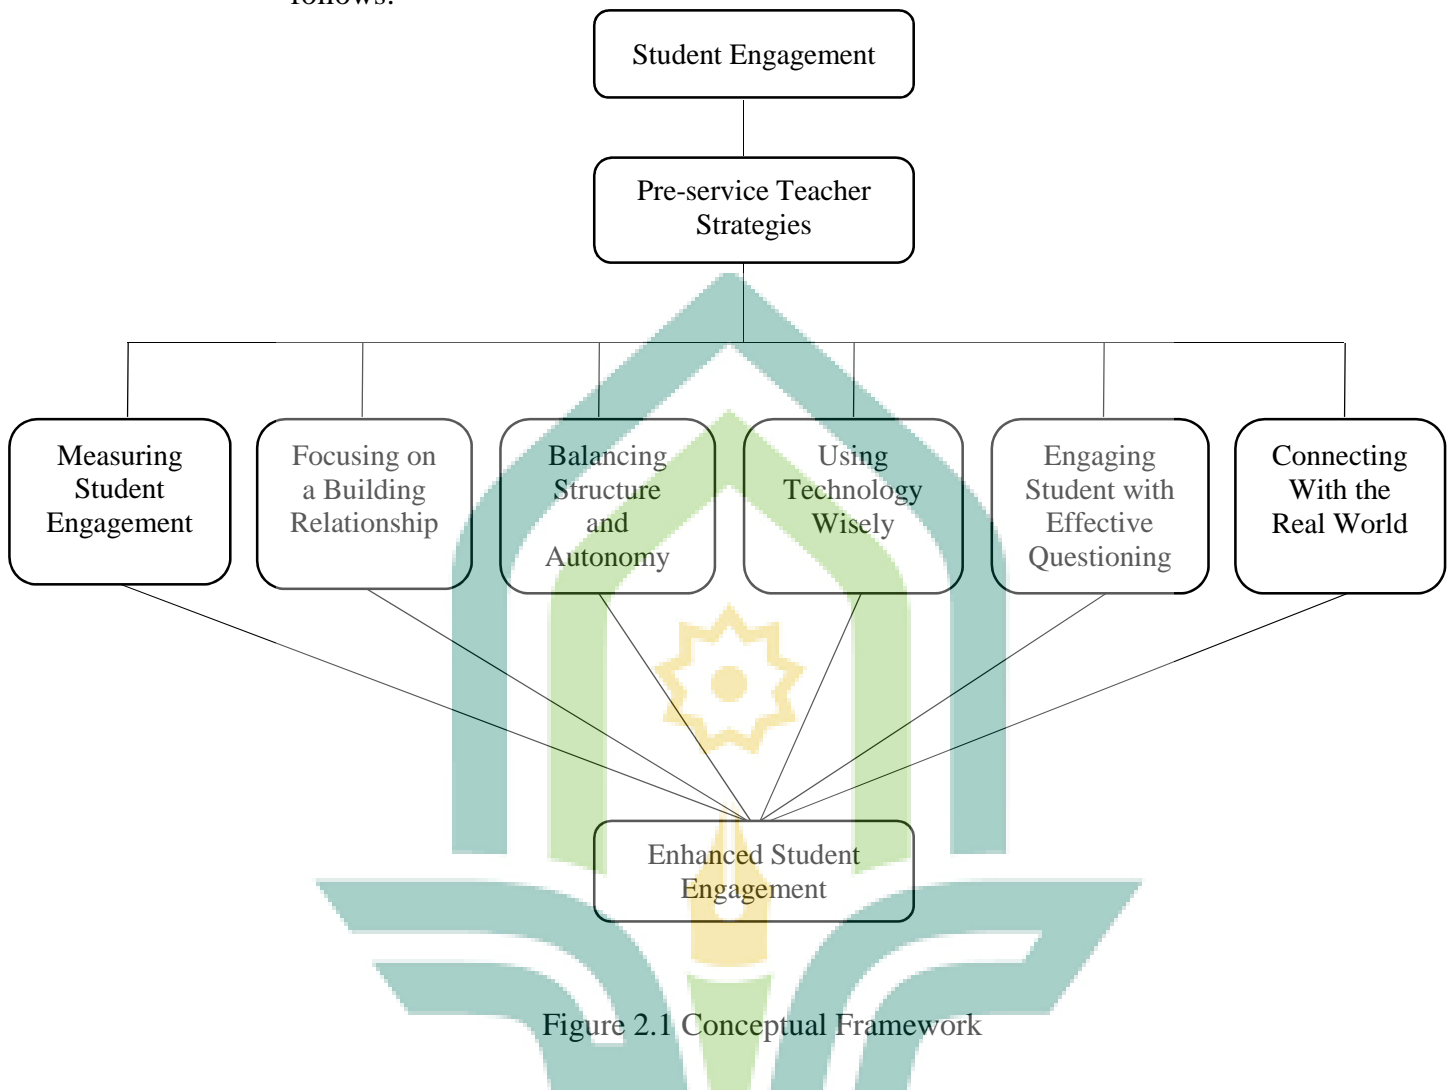 follows:
Student Engagement
Pre-service Teacher
Strategies
Measuring
Student
Engagement
Focusing on
a Building
Relationship
Balancing
Structure
and
Autonomy
Using
Technology
Wisely
Engaging
Student with
Effective
Questioning
Connecting
With the
Real World
Enhanced Student
Engagement
Figure 2.1 Conceptual Framework